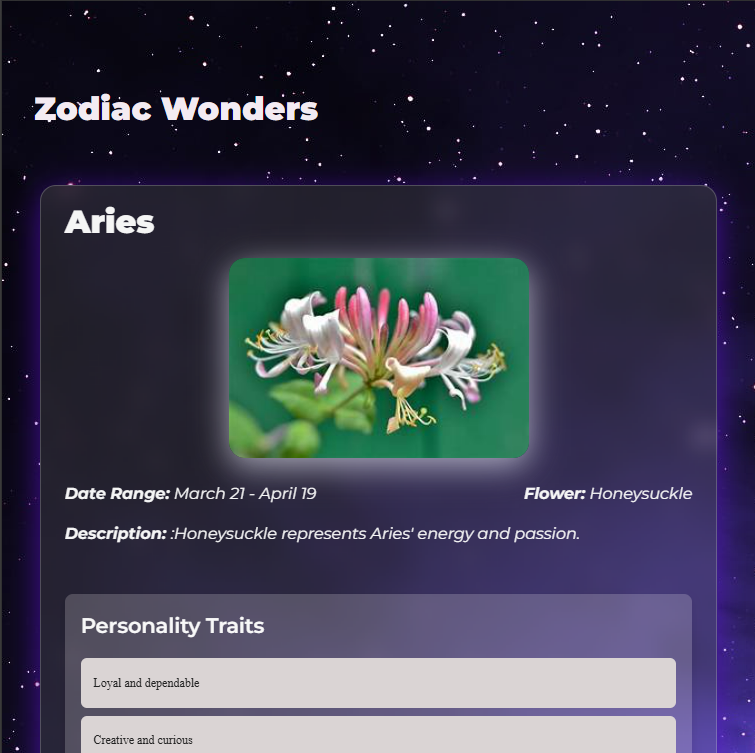 Zodiac Wonders
Aries
Date Range: March 21 - April 19 Flower: Honeysuckle
Description: :Honeysuckle represents Aries' energy and passion.
Personality Traits
Loyal and dependable
Creative and curious